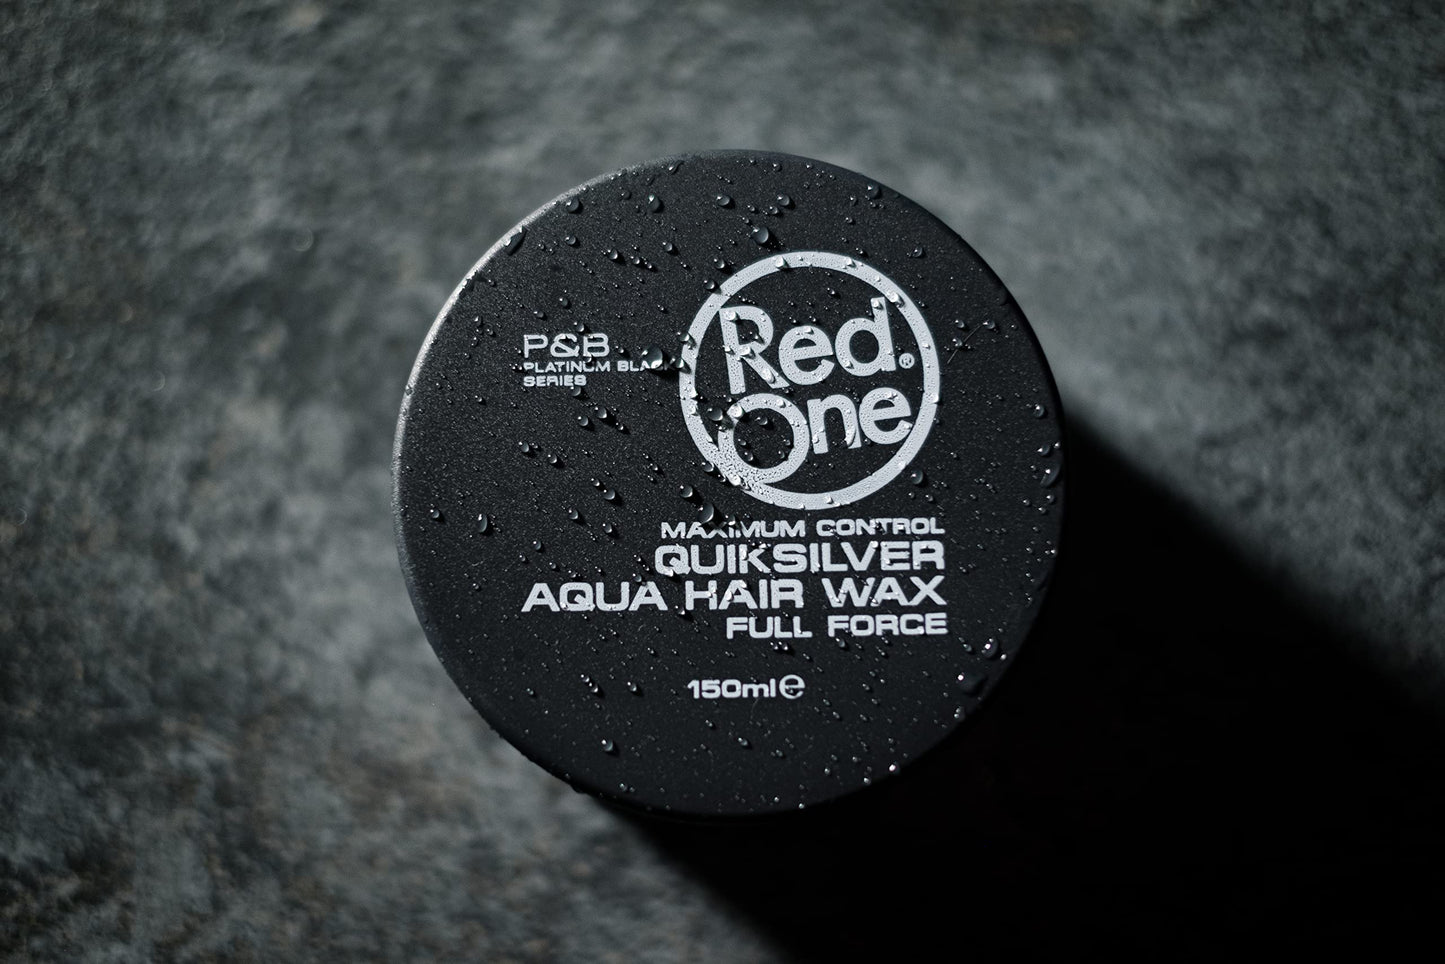 Red
One
®
P&B
PLATINUM BLACK
SERIES
MAXIMUM CONTROL
QUIKSILVER
AQUA HAIR WAX
FULL FORCE
150ml℮